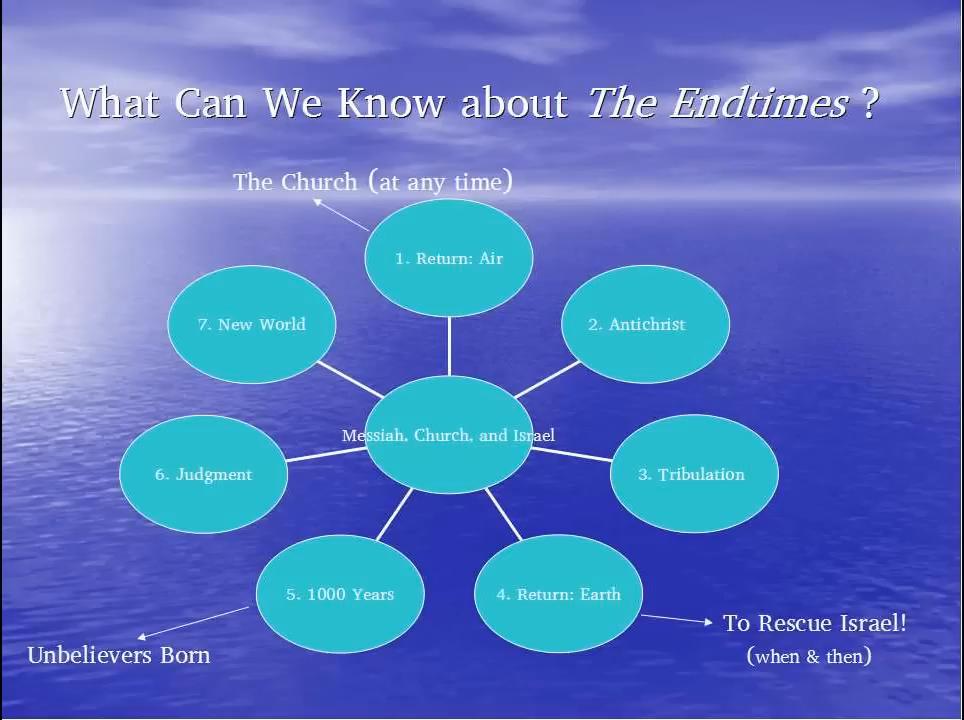 What Can We Know about The Endtimes ?
The Church (at any time)
1. Return: Air
7. New World
2. Antichrist
Messiah, Church, and Israel
6. Judgment
3. Tribulation
5. 1000 Years
4. Return: Earth
To Rescue Israel!
(when & then)
Unbelievers Born